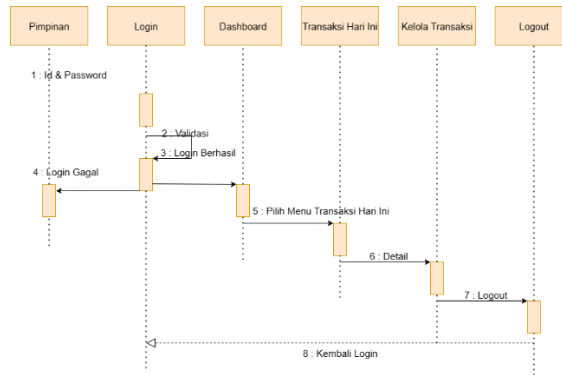 Pimpinan
Login
Dashboard
Transaksi Hari Ini
Kelola Transaksi
Logout
1 : Id & Password
2 : Validasi
3 : Login Berhasil
4 : Login Gagal
5 : Pilih Menu Transaksi Hari Ini
6 : Detail
7 : Logout
8 : Kembali Login